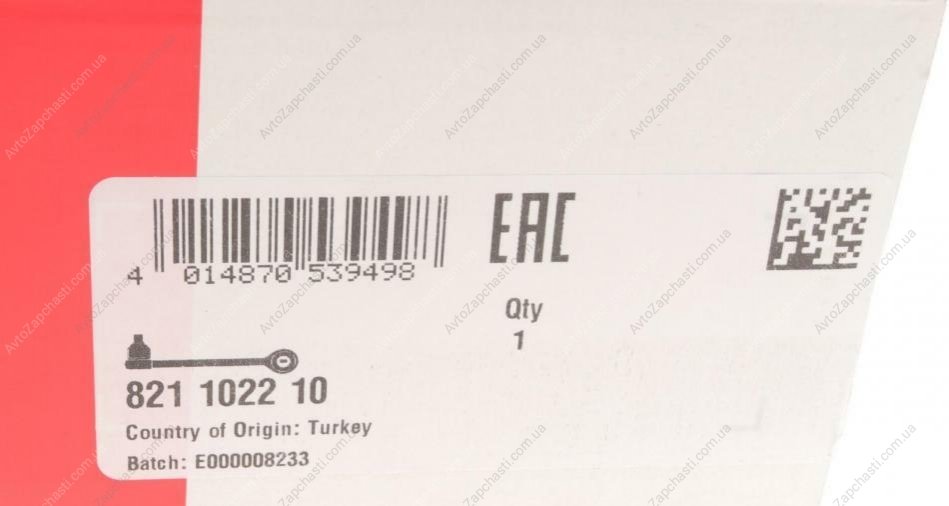 4 014870 539498
EAC
Qty
1
821 1022 10
Country of Origin: Turkey
Batch: E000008233
AvtoZapchasti.com.ua